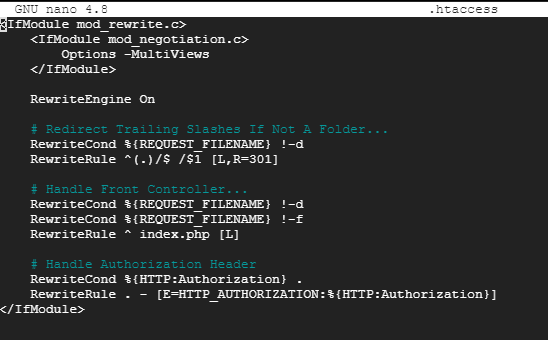 GNU nano 4.8 .htaccess
<IfModule mod_rewrite.c>
<IfModule mod_negotiation.c>
Options -MultiViews
</IfModule>
RewriteEngine On
# Redirect Trailing Slashes If Not A Folder...
RewriteCond %{REQUEST_FILENAME} !-d
RewriteRule ^(.)/$ /$1 [L,R=301]
# Handle Front Controller...
RewriteCond %{REQUEST_FILENAME} !-d
RewriteCond %{REQUEST_FILENAME} !-f
RewriteRule ^ index.php [L]
# Handle Authorization Header
RewriteCond %{HTTP:Authorization} .
RewriteRule . - [E=HTTP_AUTHORIZATION:%{HTTP:Authorization}]
</IfModule>